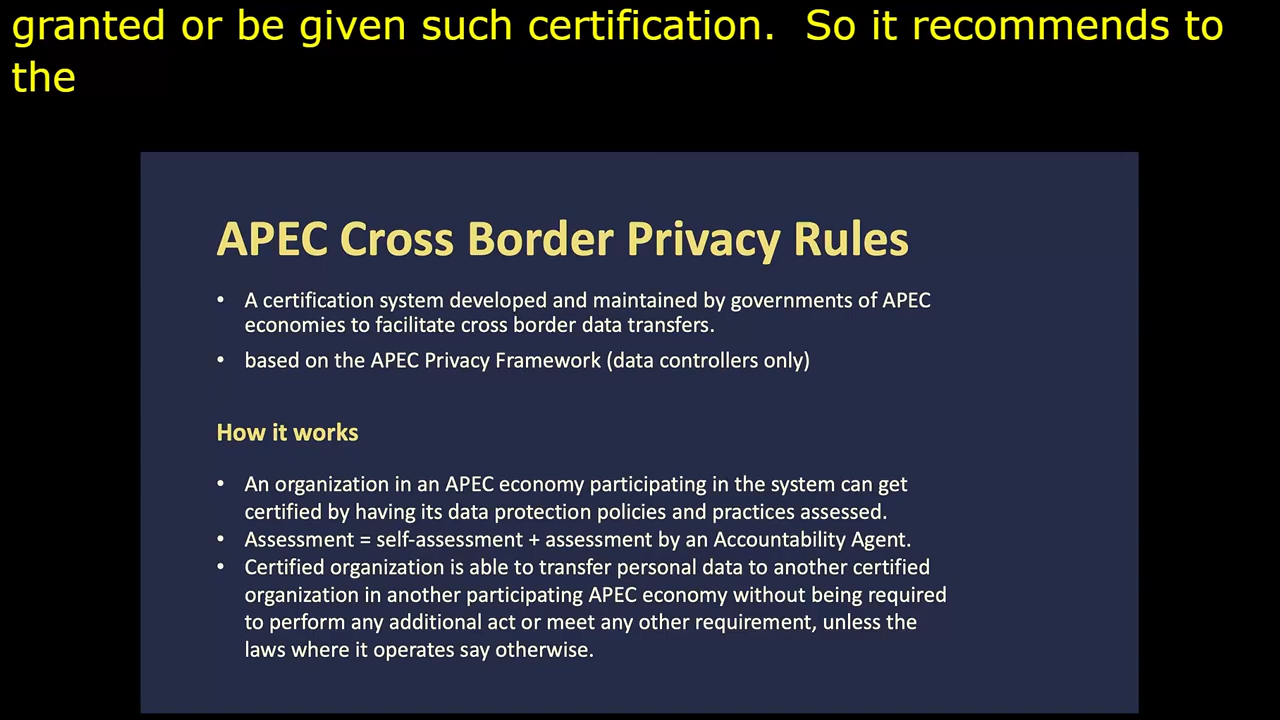 granted or be given such certification.  So it recommends to
the
APEC Cross Border Privacy Rules
• A certification system developed and maintained by governments of APEC
economies to facilitate cross border data transfers.
• based on the APEC Privacy Framework (data controllers only)
How it works
• An organization in an APEC economy participating in the system can get
certified by having its data protection policies and practices assessed.
• Assessment = self-assessment + assessment by an Accountability Agent.
• Certified organization is able to transfer personal data to another certified
organization in another participating APEC economy without being required
to perform any additional act or meet any other requirement, unless the
laws where it operates say otherwise.